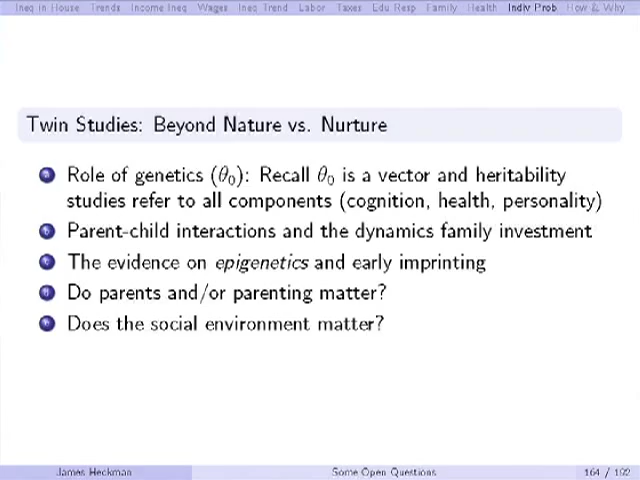 Ineq in House Trends Income Ineq Wages Ineq Trend Labor Taxes Edu Resp Family Health Indiv Prob How & Why
Twin Studies: Beyond Nature vs. Nurture
Role of genetics (θ₀): Recall θ₀ is a vector and heritability
studies refer to all components (cognition, health, personality)
Parent-child interactions and the dynamics family investment
The evidence on epigenetics and early imprinting
Do parents and/or parenting matter?
Does the social environment matter?
James Heckman Some Open Questions 164 / 192